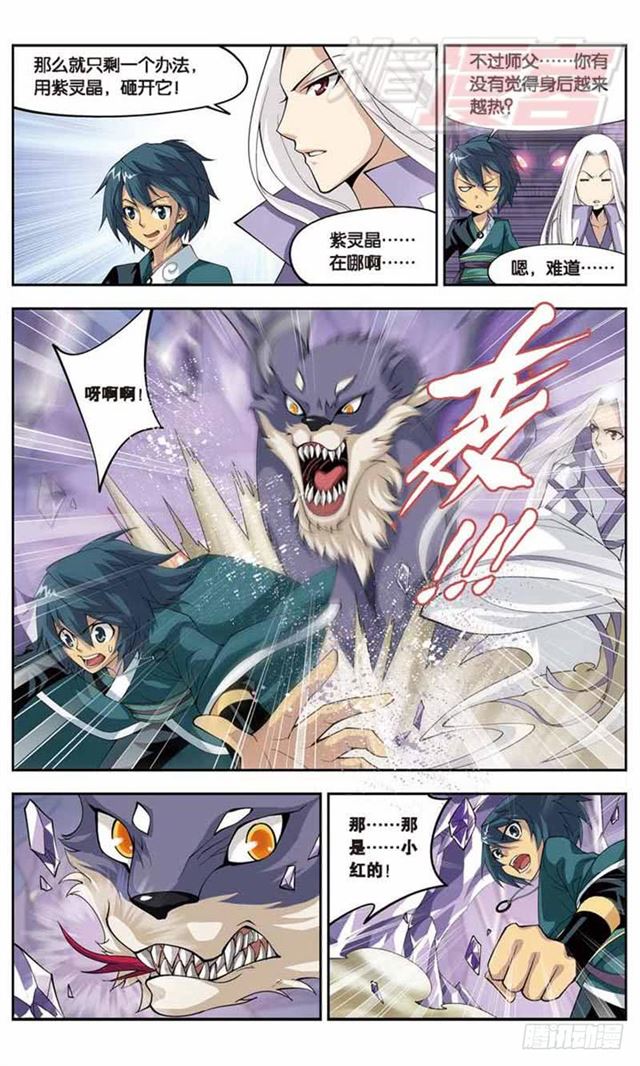 那么就只剩一个办法，
用紫灵晶，砸开它！
紫灵晶……
在哪啊……
不过师父……你有
没有觉得身后越来
越热？
嗯，难道……
呀啊啊！
轰!!!
那……那
是……小
红的！
腾讯动漫